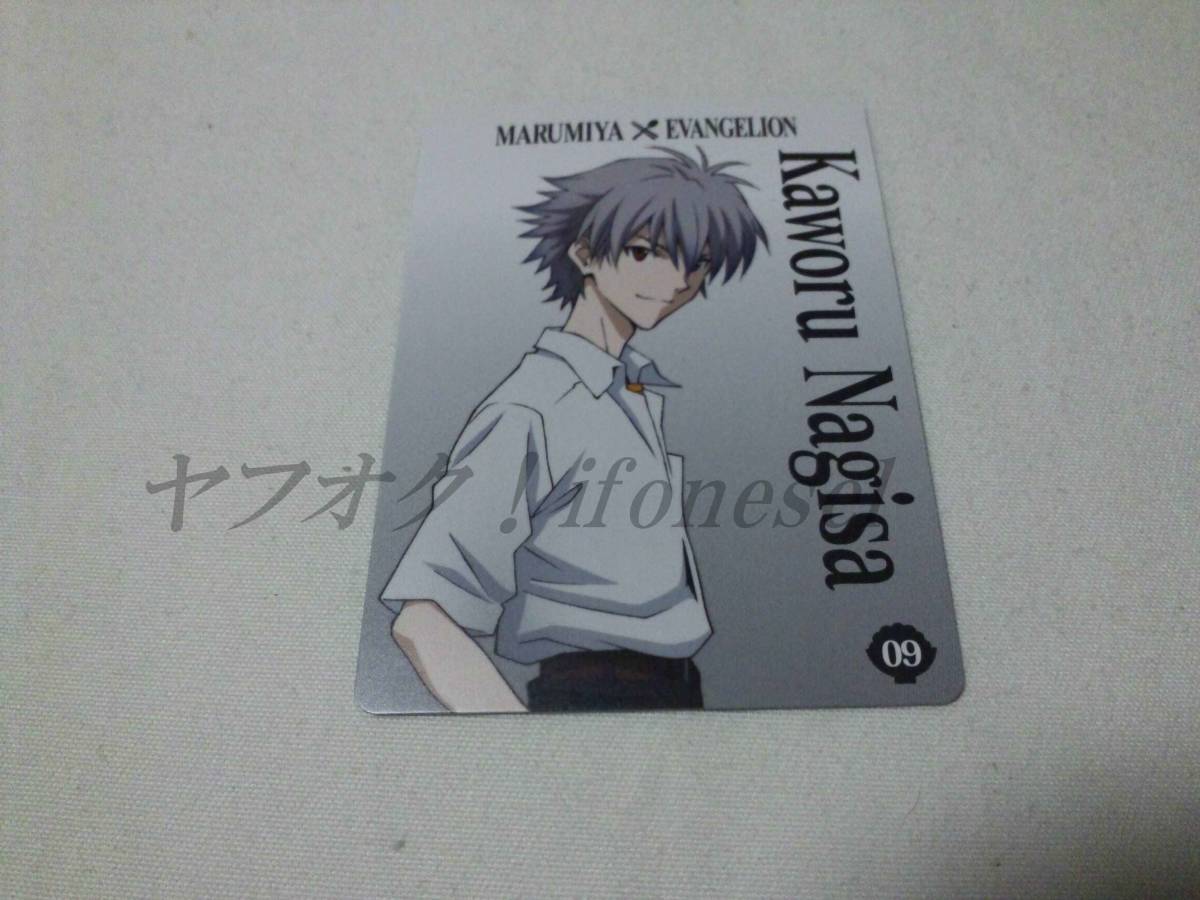 MARUMIYA × EVANGELION
Kaworu Nagisa
ヤフオク！ifonesel
09